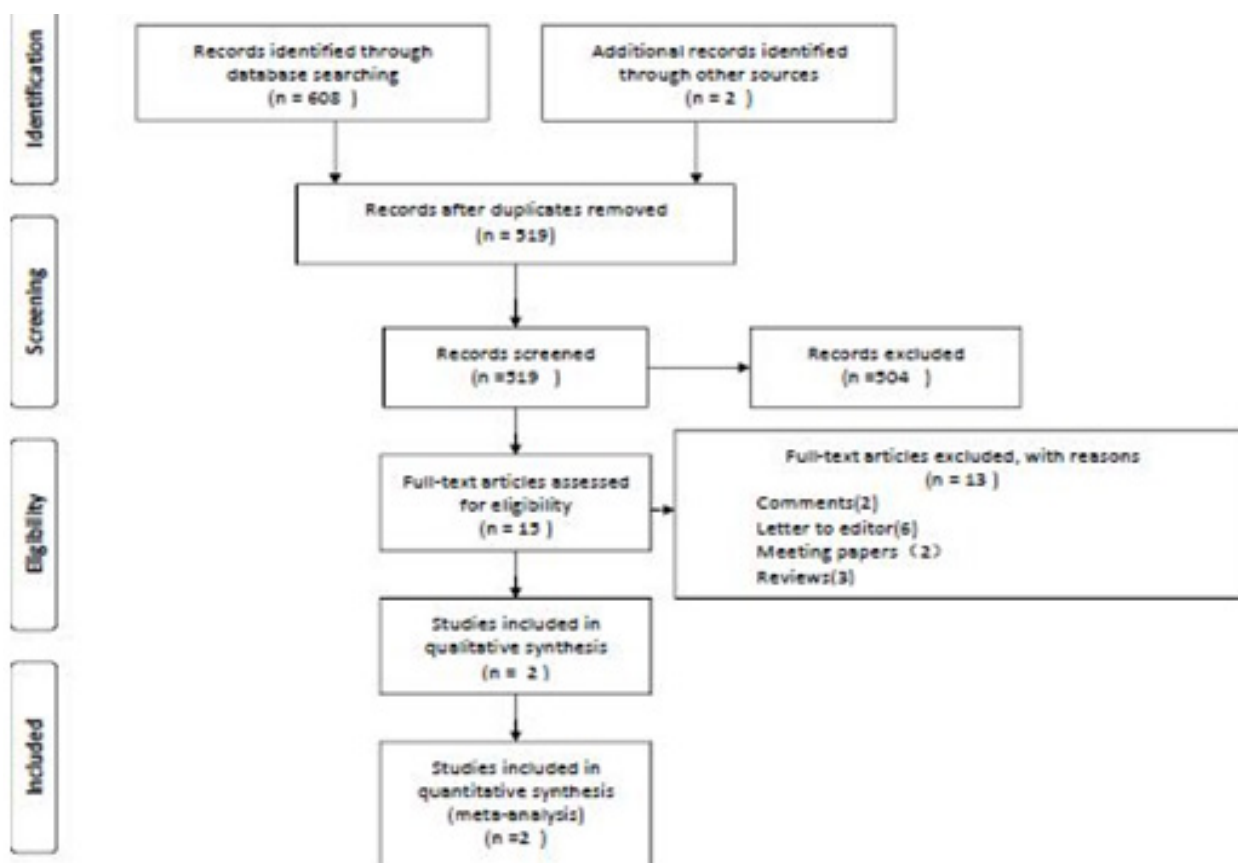 Identification
Records identified through
database searching
(n = 608 )
Additional records identified
through other sources
(n = 2 )
Records after duplicates removed
(n = 519)
Screening
Records screened
(n =519 )
Records excluded
(n =504 )
Eligibility
Full-text articles assessed
for eligibility
(n = 15 )
Full-text articles excluded, with reasons
(n = 13 )
Comments(2)
Letter to editor(6)
Meeting papers（2）
Reviews(3)
Studies included in
qualitative synthesis
(n = 2 )
Included
Studies included in
quantitative synthesis
(meta-analysis)
(n =2 )